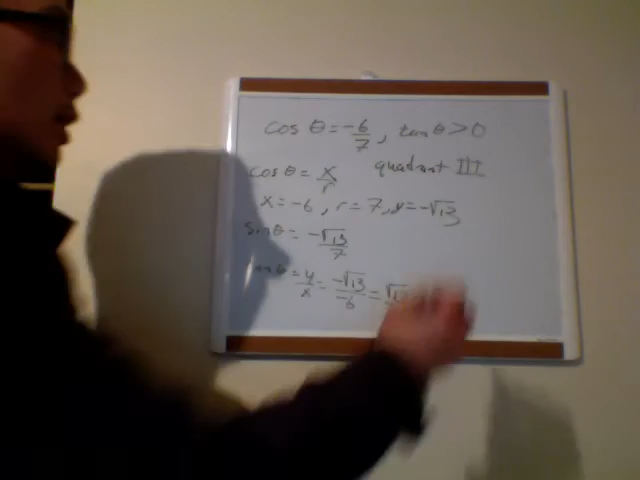 cos θ = -6/7, tan θ > 0
cos θ = x/r quadrant III
x = -6, r = 7, y = -√13
sin θ = -√13/7
tan θ = y/x = -√13/-6 =